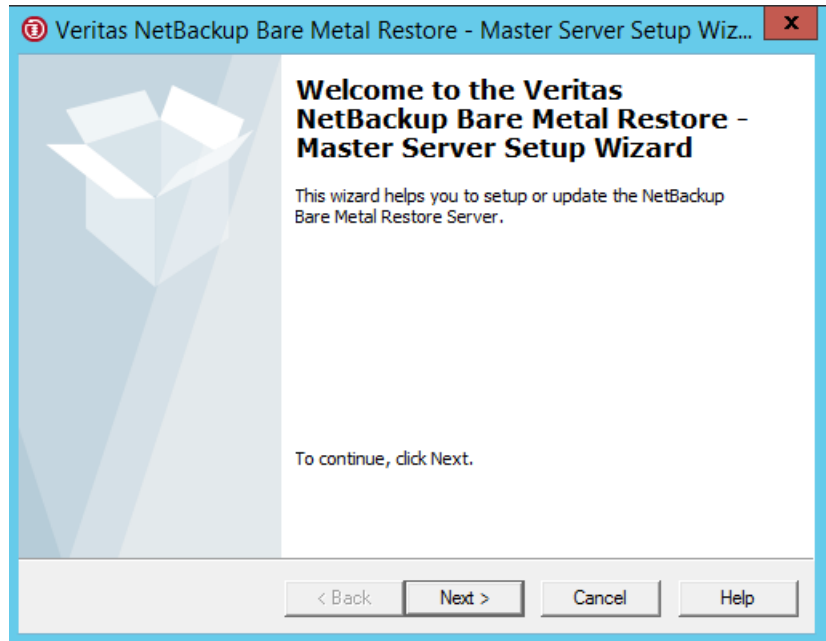 Veritas NetBackup Bare Metal Restore - Master Server Setup Wiz... x
Welcome to the Veritas
NetBackup Bare Metal Restore -
Master Server Setup Wizard
This wizard helps you to setup or update the NetBackup
Bare Metal Restore Server.
To continue, click Next.
< Back Next > Cancel Help